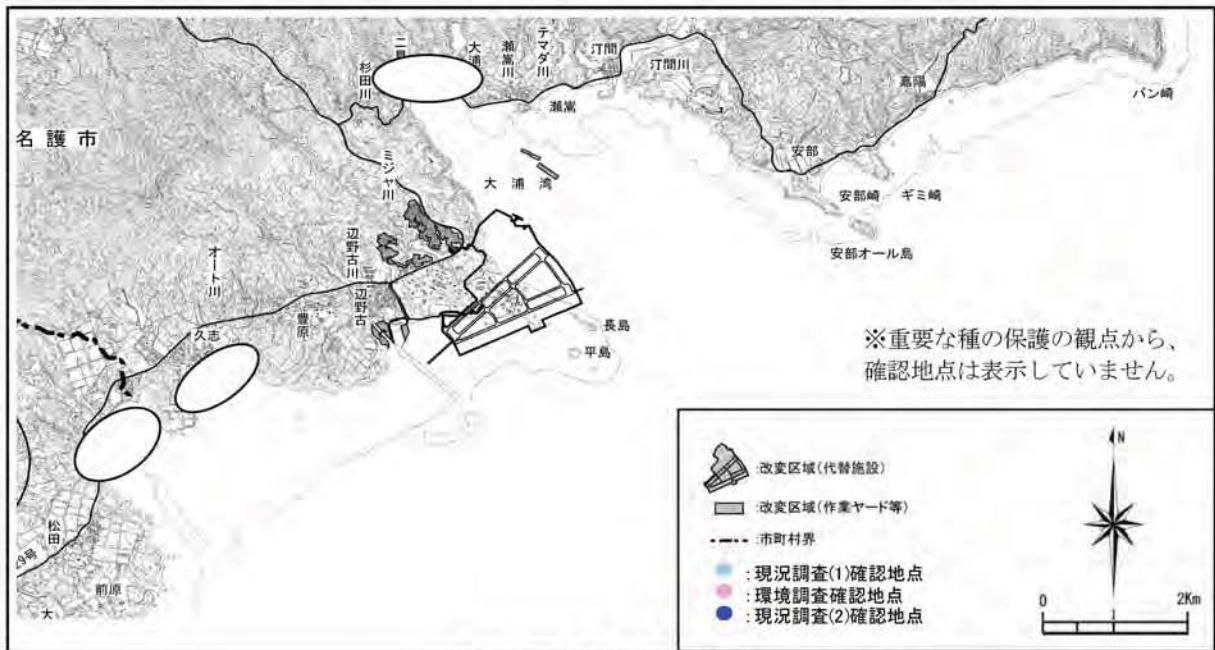 名護市
杉田川
二見
大浦
瀬嵩川
テマダ川
汀間
汀間川
瀬嵩
嘉陽
バン崎
安部
安部崎
ギミ崎
安部オール島
大浦湾
ミジャ川
辺野古川
辺野古
オート川
豊原
久志
長島
平島
松田
29号
前原
大
※重要な種の保護の観点から、
確認地点は表示していません。
:改変区域(代替施設)
:改変区域(作業ヤード等)
:市町村界
:現況調査(1)確認地点
:環境調査確認地点
:現況調査(2)確認地点
N
0 1 2Km